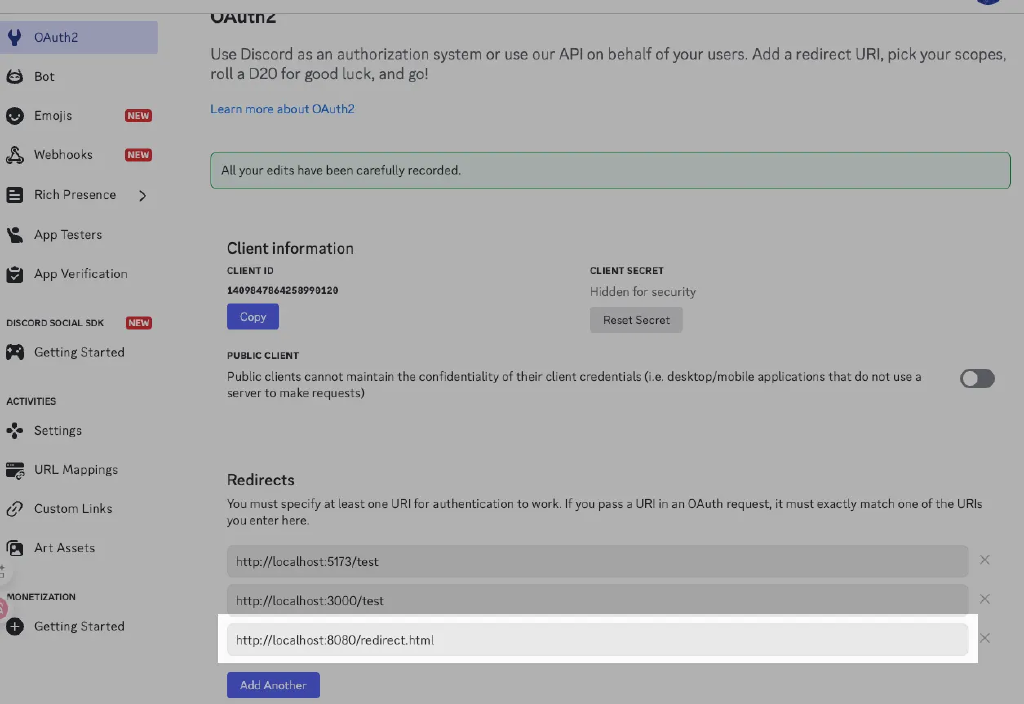 OAuth2
OAuth2
Use Discord as an authorization system or use our API on behalf of your users. Add a redirect URI, pick your scopes,
roll a D20 for good luck, and go!
Learn more about OAuth2
All your edits have been carefully recorded.
Bot
Emojis NEW
Webhooks NEW
Rich Presence
App Testers
App Verification
DISCORD SOCIAL SDK NEW
Getting Started
ACTIVITIES
Settings
URL Mappings
Custom Links
Art Assets
MONETIZATION
Getting Started
Client information
CLIENT ID
1409847864258990120
Copy
CLIENT SECRET
Hidden for security
Reset Secret
PUBLIC CLIENT
Public clients cannot maintain the confidentiality of their client credentials (i.e. desktop/mobile applications that do not use a
server to make requests)
Redirects
You must specify at least one URI for authentication to work. If you pass a URI in an OAuth request, it must exactly match one of the URIs
you enter here.
http://localhost:5173/test
http://localhost:3000/test
http://localhost:8080/redirect.html
Add Another